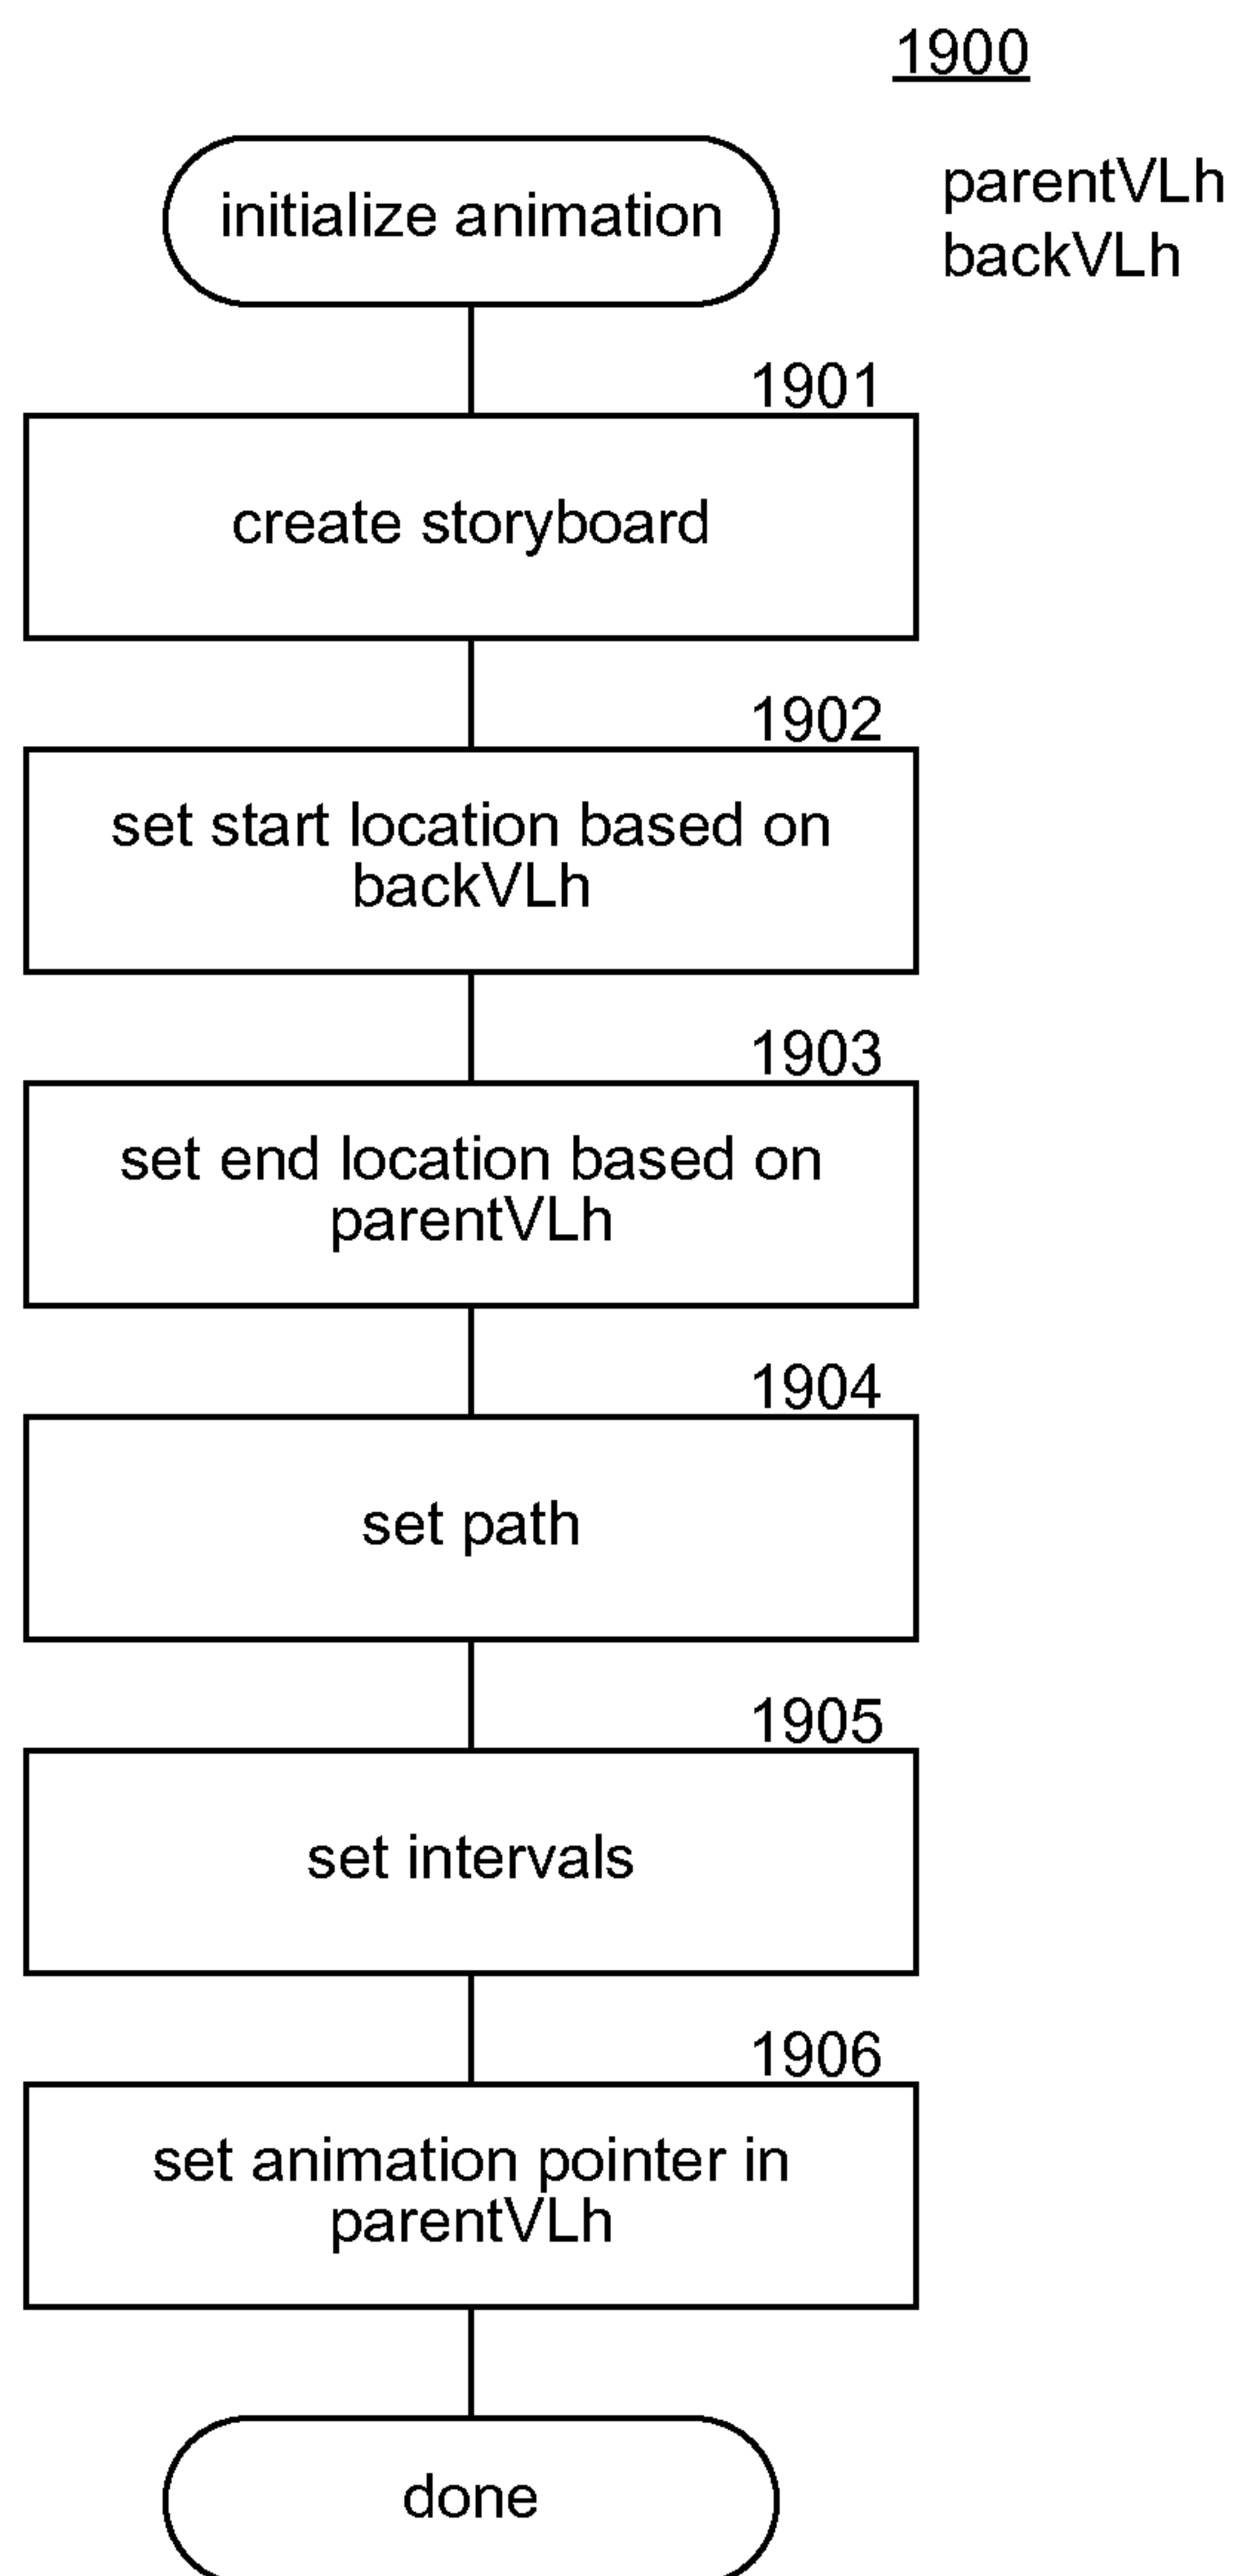 1900
initialize animation
parentVLh
backVLh
1901
create storyboard
1902
set start location based on
backVLh
1903
set end location based on
parentVLh
1904
set path
1905
set intervals
1906
set animation pointer in
parentVLh
done